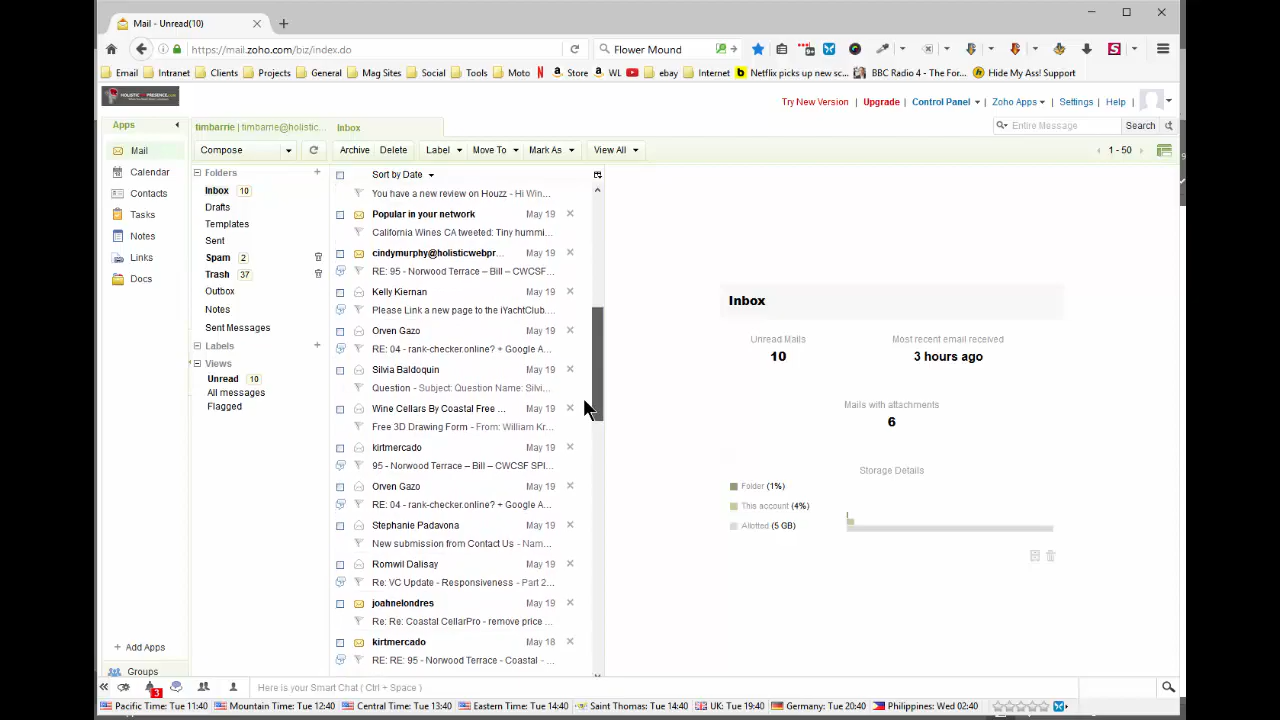 Mail - Unread(10)
https://mail.zoho.com/biz/index.do
Flower Mound
Email Intranet Clients Projects General Mag Sites Social Tools Moto Store WL ebay Internet Netflix picks up new sc... BBC Radio 4 - The For... Hide My Ass! Support
Try New Version Upgrade Control Panel Zoho Apps Settings Help
Apps
timbarrie | timbarrie@holistic... Inbox
Entire Message Search
Mail
Compose Archive Delete Label Move To Mark As View All 1 - 50
Calendar
Contacts
Tasks
Notes
Links
Docs
Folders
Inbox 10
Drafts
Templates
Sent
Spam 2
Trash 37
Outbox
Notes
Sent Messages
Labels
Views
Unread 10
All messages
Flagged
Sort by Date
You have a new review on Houzz - Hi Win...
Popular in your network May 19
California Wines CA tweeted: Tiny hummi...
cindymurphy@holisticwebpr... May 19
RE: 95 - Norwood Terrace – Bill – CWCSF...
Kelly Kiernan May 19
Please Link a new page to the iYachtClub...
Orven Gazo May 19
RE: 04 - rank-checker.online? + Google A...
Silvia Baldoquin May 19
Question - Subject: Question Name: Silvi...
Wine Cellars By Coastal Free ... May 19
Free 3D Drawing Form - From: William Kr...
kirtmercado May 19
95 - Norwood Terrace – Bill – CWCSF SPI...
Orven Gazo May 19
RE: 04 - rank-checker.online? + Google A...
Stephanie Padavona May 19
New submission from Contact Us - Nam...
Romwil Dalisay May 19
Re: VC Update - Responsiveness - Part 2...
joahnelondres May 19
Re: Re: Coastal CellarPro - remove price ...
kirtmercado May 18
RE: RE: 95 - Norwood Terrace - Coastal - ...
Inbox
Unread Mails
10
Most recent email received
3 hours ago
Mails with attachments
6
Storage Details
Folder (1%)
This account (4%)
Allotted (5 GB)
Add Apps
Groups
3
Here is your Smart Chat ( Ctrl + Space )
Pacific Time: Tue 11:40 Mountain Time: Tue 12:40 Central Time: Tue 13:40 Eastern Time: Tue 14:40 Saint Thomas: Tue 14:40 UK: Tue 19:40 Germany: Tue 20:40 Philippines: Wed 02:40